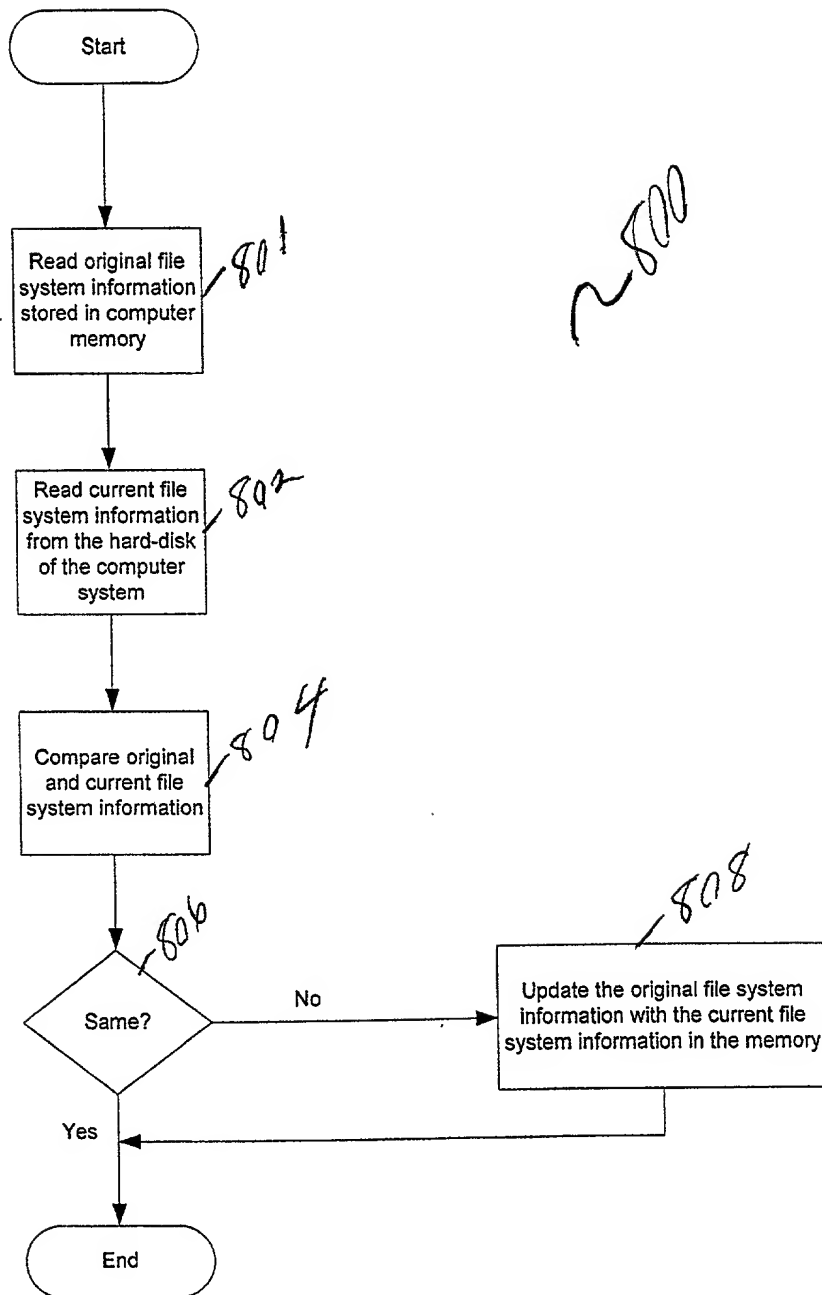 Start
800
Read original file
system information
stored in computer
memory
801
Read current file
system information
from the hard-disk
of the computer
system
802
Compare original
and current file
system information
804
Same?
806
No
Update the original file system
information with the current file
system information in the memory
808
Yes
End